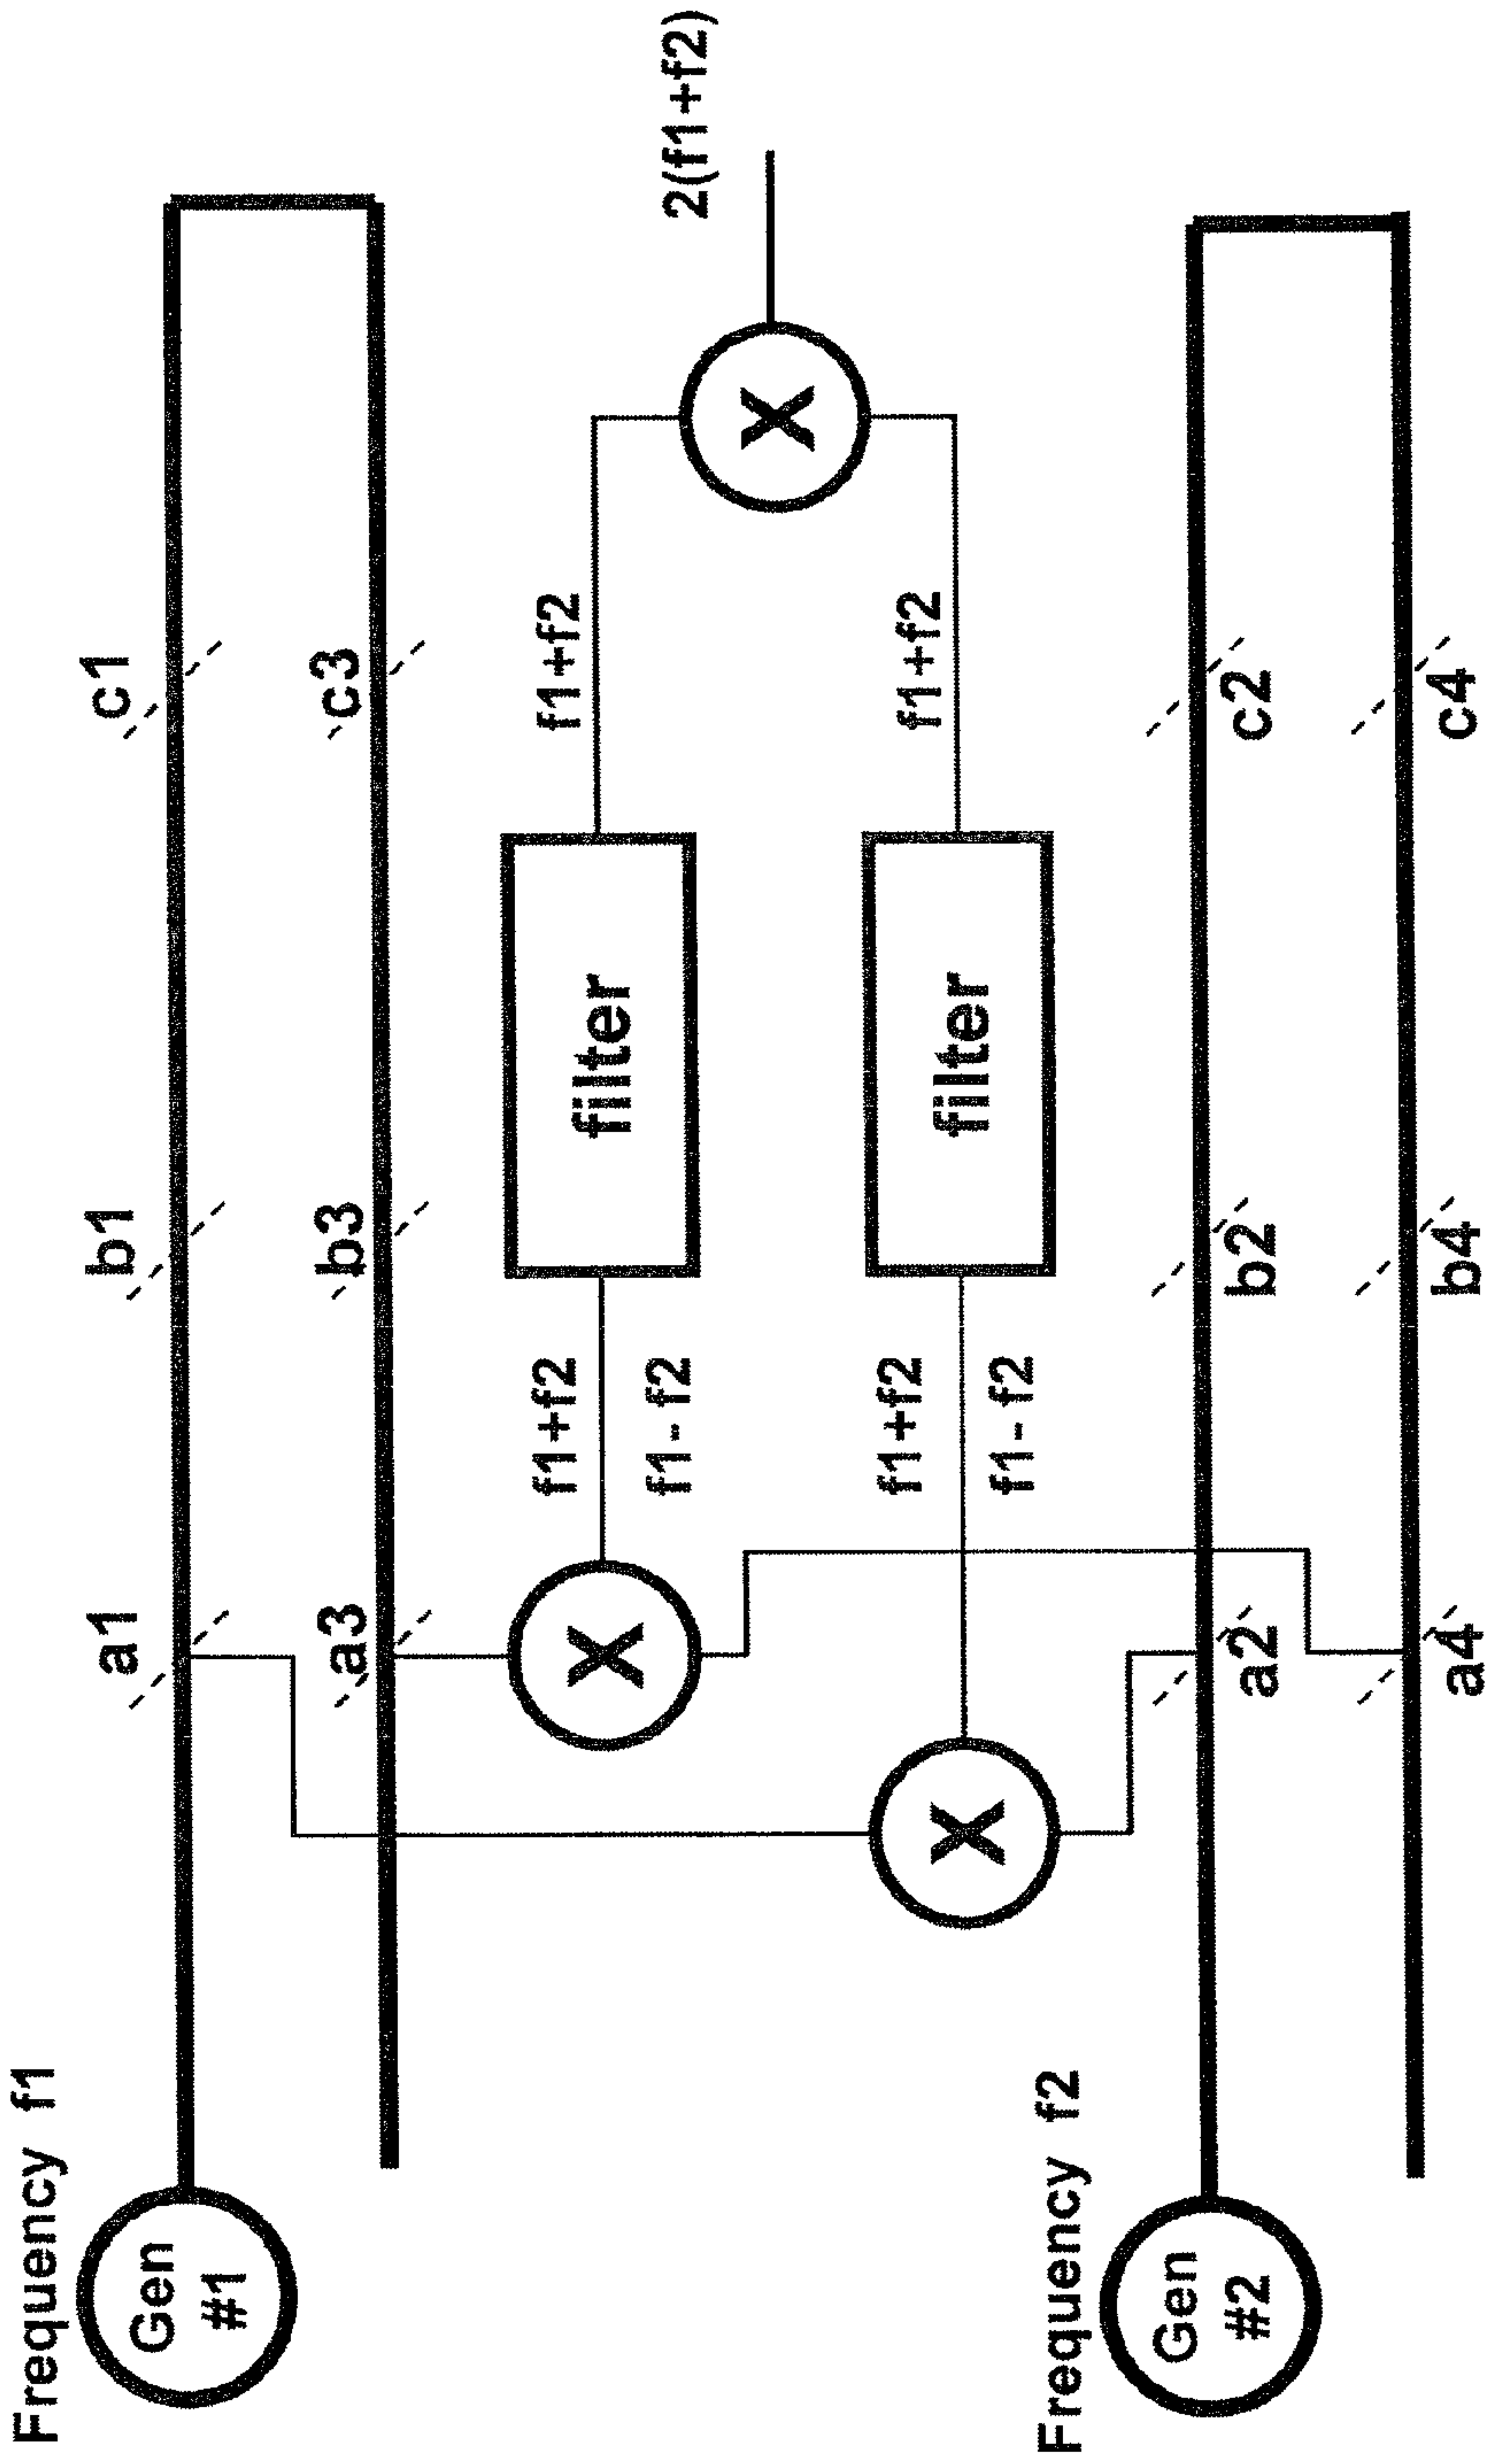 Frequency f1
Gen
#1
a1
b1
c1
a3
b3
c3
X
f1+f2
f1- f2
filter
f1+f2
X
2(f1+f2)
X
f1+f2
f1- f2
filter
f1+f2
Frequency f2
Gen
#2
a2
b2
c2
a4
b4
c4